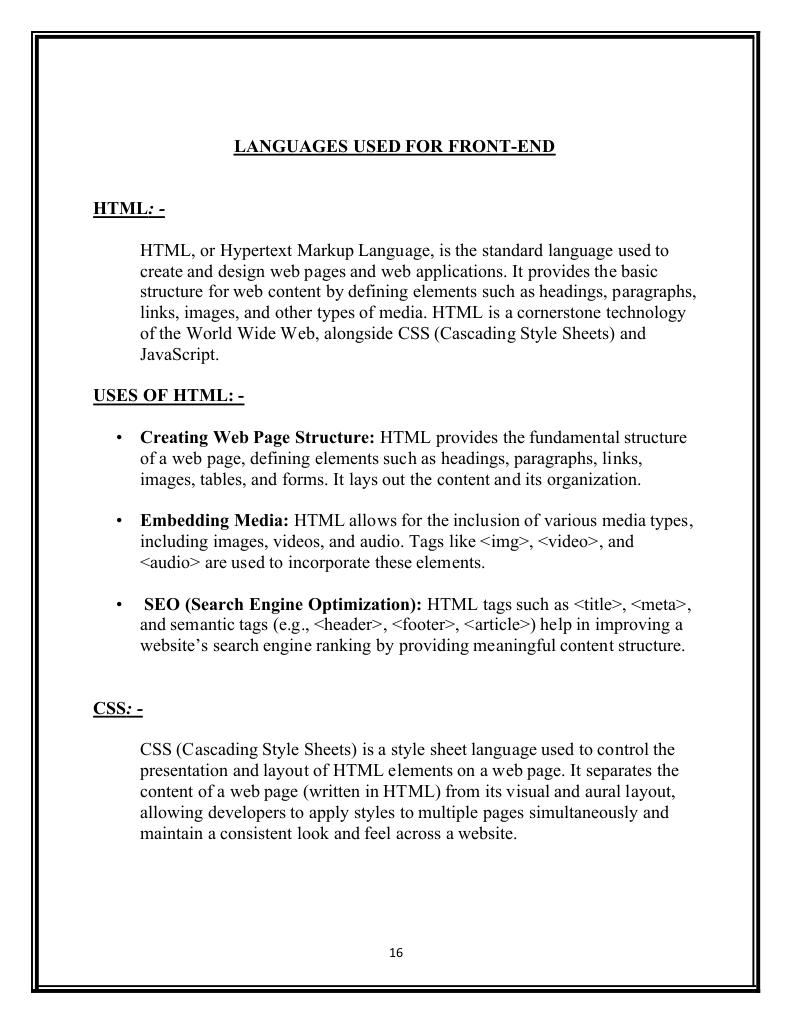 LANGUAGES USED FOR FRONT-END
HTML: -
HTML, or Hypertext Markup Language, is the standard language used to
create and design web pages and web applications. It provides the basic
structure for web content by defining elements such as headings, paragraphs,
links, images, and other types of media. HTML is a cornerstone technology
of the World Wide Web, alongside CSS (Cascading Style Sheets) and
JavaScript.
USES OF HTML: -
• Creating Web Page Structure: HTML provides the fundamental structure
of a web page, defining elements such as headings, paragraphs, links,
images, tables, and forms. It lays out the content and its organization.
• Embedding Media: HTML allows for the inclusion of various media types,
including images, videos, and audio. Tags like <img>, <video>, and
<audio> are used to incorporate these elements.
• SEO (Search Engine Optimization): HTML tags such as <title>, <meta>,
and semantic tags (e.g., <header>, <footer>, <article>) help in improving a
website’s search engine ranking by providing meaningful content structure.
CSS: -
CSS (Cascading Style Sheets) is a style sheet language used to control the
presentation and layout of HTML elements on a web page. It separates the
content of a web page (written in HTML) from its visual and aural layout,
allowing developers to apply styles to multiple pages simultaneously and
maintain a consistent look and feel across a website.
16